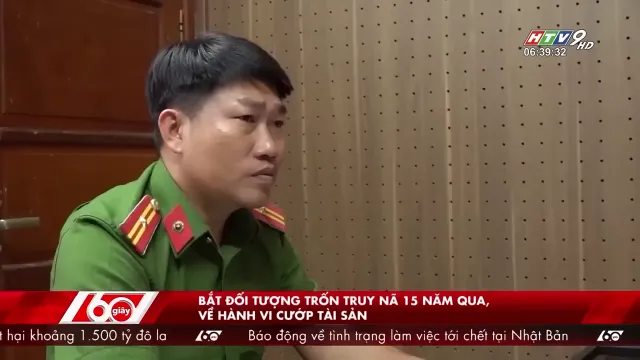 HTV9 HD
06:39:32
60 giây
BẮT ĐỐI TƯỢNG TRỐN TRUY NÃ 15 NĂM QUA,
VỀ HÀNH VI CƯỚP TÀI SẢN
t hại khoảng 1.500 tỷ đô la 60 Báo động về tình trạng làm việc tới chết tại Nhật Bản 60